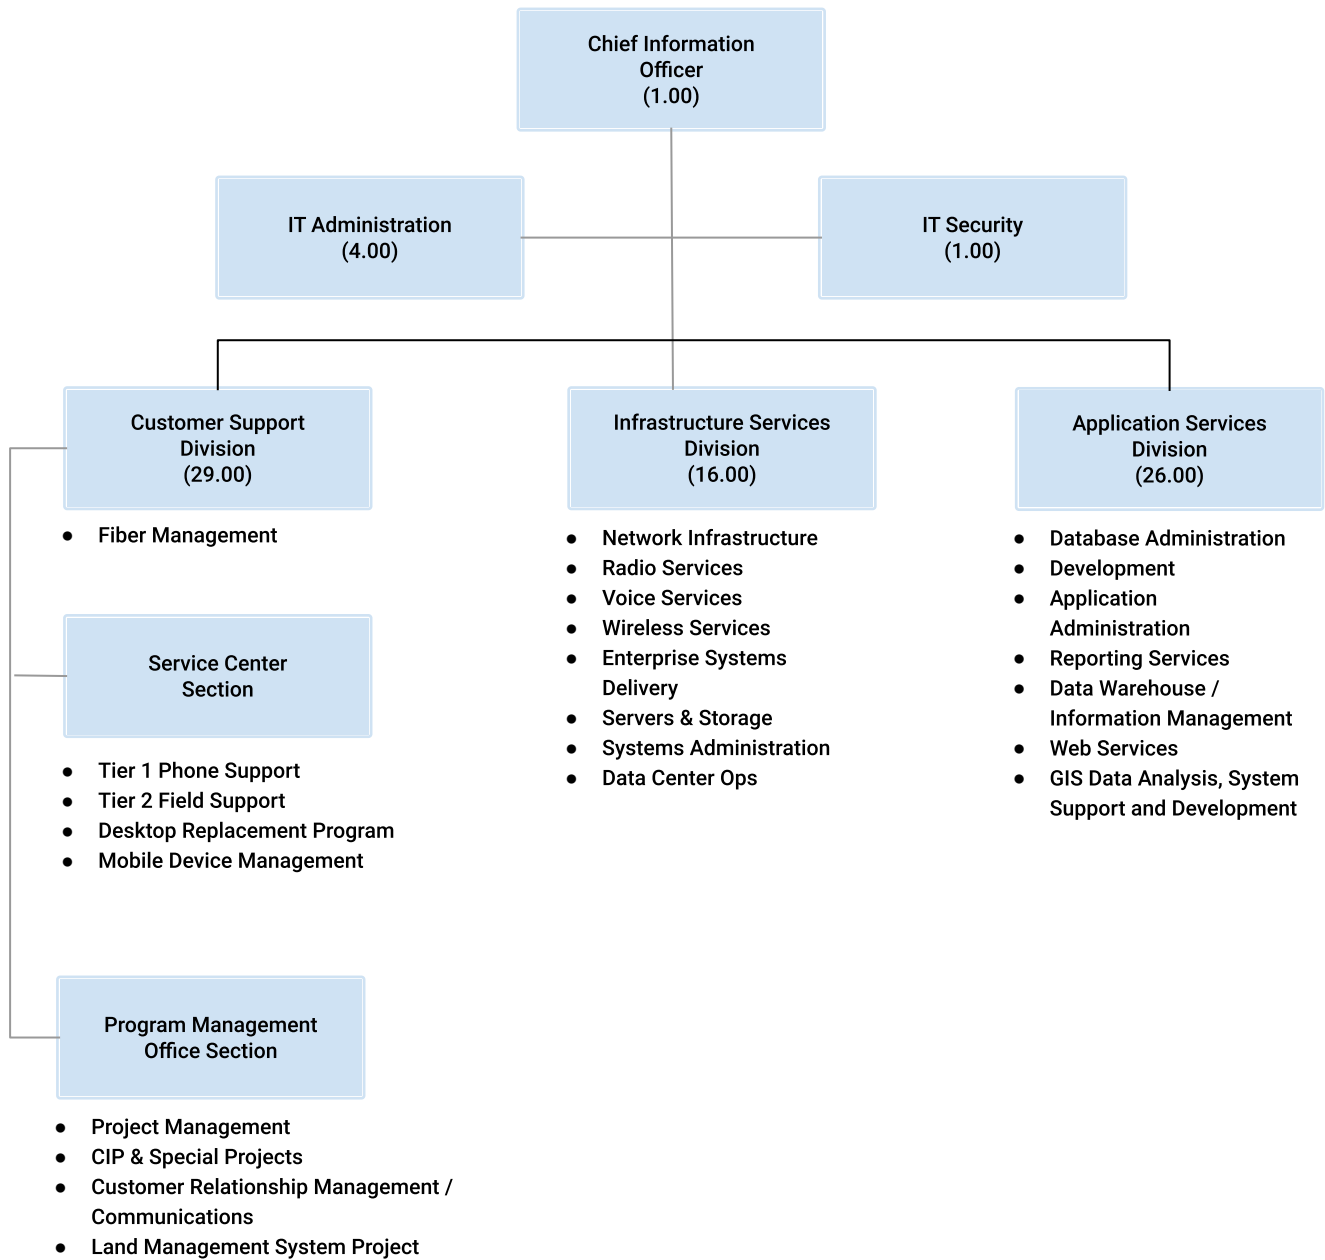 Chief Information
Officer
(1.00)
IT Administration
(4.00)
IT Security
(1.00)
Customer Support
Division
(29.00)
● Fiber Management
Service Center
Section
● Tier 1 Phone Support
● Tier 2 Field Support
● Desktop Replacement Program
● Mobile Device Management
Program Management
Office Section
● Project Management
● CIP & Special Projects
● Customer Relationship Management /
Communications
● Land Management System Project
Infrastructure Services
Division
(16.00)
● Network Infrastructure
● Radio Services
● Voice Services
● Wireless Services
● Enterprise Systems
Delivery
● Servers & Storage
● Systems Administration
● Data Center Ops
Application Services
Division
(26.00)
● Database Administration
● Development
● Application
Administration
● Reporting Services
● Data Warehouse /
Information Management
● Web Services
● GIS Data Analysis, System
Support and Development